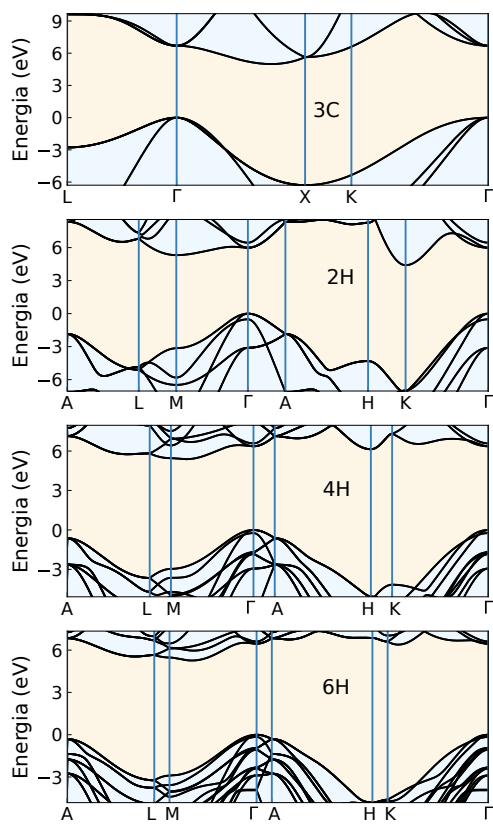 9
6
3
0
−3
−6
Energia (eV)
3C
L Γ X K Γ
6
3
0
−3
−6
Energia (eV)
2H
A L M Γ A H K Γ
6
3
0
−3
Energia (eV)
4H
A L M Γ A H K Γ
6
3
0
−3
Energia (eV)
6H
A L M Γ A H K Γ